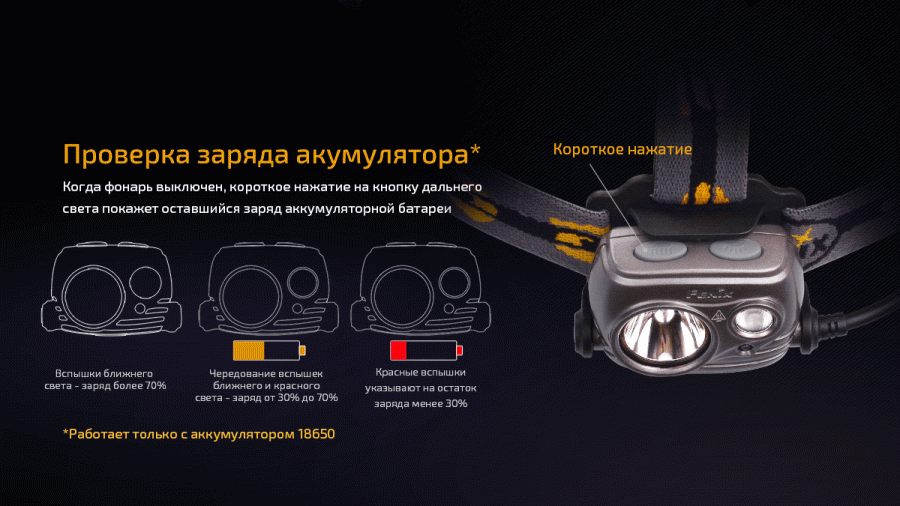 Проверка заряда акумулятора*
Короткое нажатие
Когда фонарь выключен, короткое нажатие на кнопку дальнего
света покажет оставшийся заряд аккумуляторной батареи
FENIX
Вспышки ближнего
света - заряд более 70%
Чередование вспышек
ближнего и красного
света - заряд от 30% до 70%
Красные вспышки
указывают на остаток
заряда менее 30%
*Работает только с аккумулятором 18650